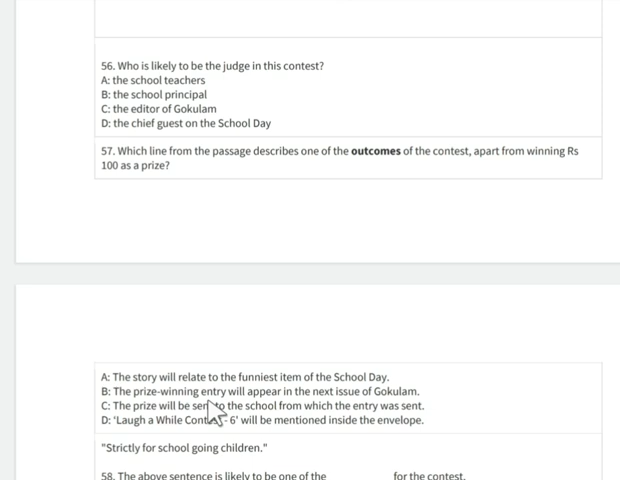 56. Who is likely to be the judge in this contest?
A: the school teachers
B: the school principal
C: the editor of Gokulam
D: the chief guest on the School Day
57. Which line from the passage describes one of the outcomes of the contest, apart from winning Rs
100 as a prize?
A: The story will relate to the funniest item of the School Day.
B: The prize-winning entry will appear in the next issue of Gokulam.
C: The prize will be sent to the school from which the entry was sent.
D: 'Laugh a While Contest - 6' will be mentioned inside the envelope.
"Strictly for school going children."
58. The above sentence is likely to be one of the for the contest.